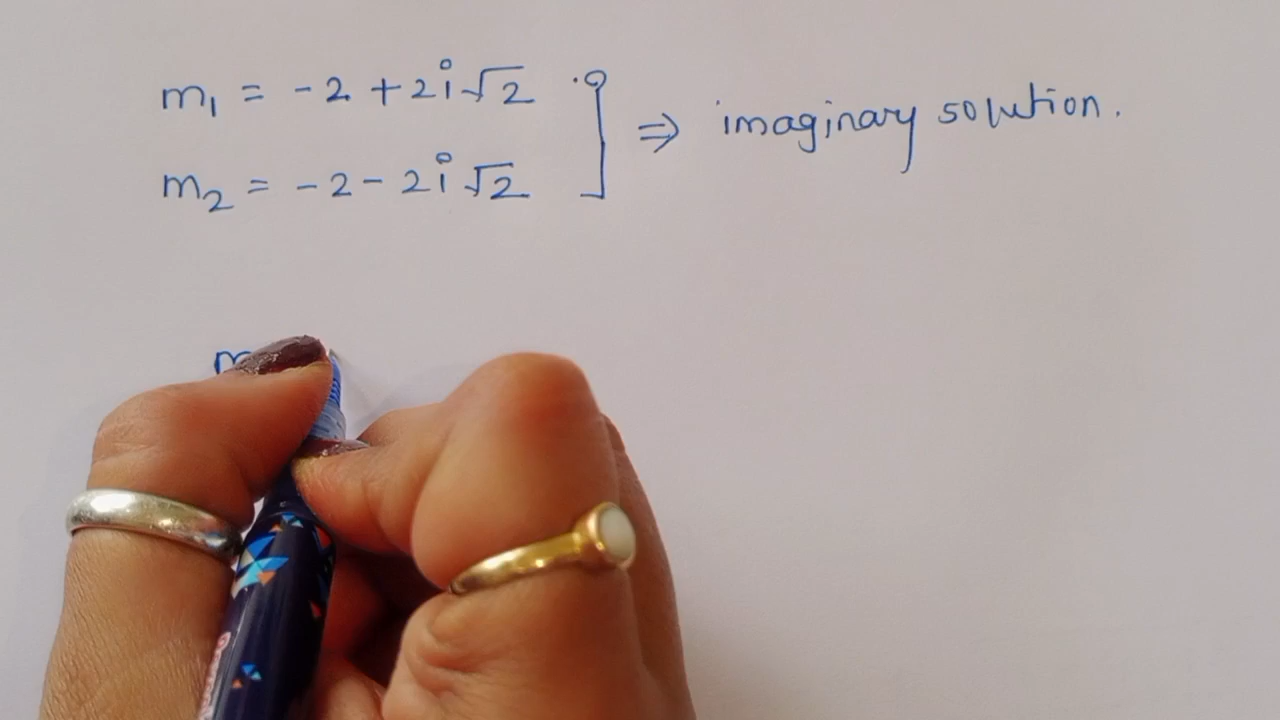 m₁ = -2 + 2i√2
m₂ = -2 - 2i√2
⇒ imaginary solution.
m